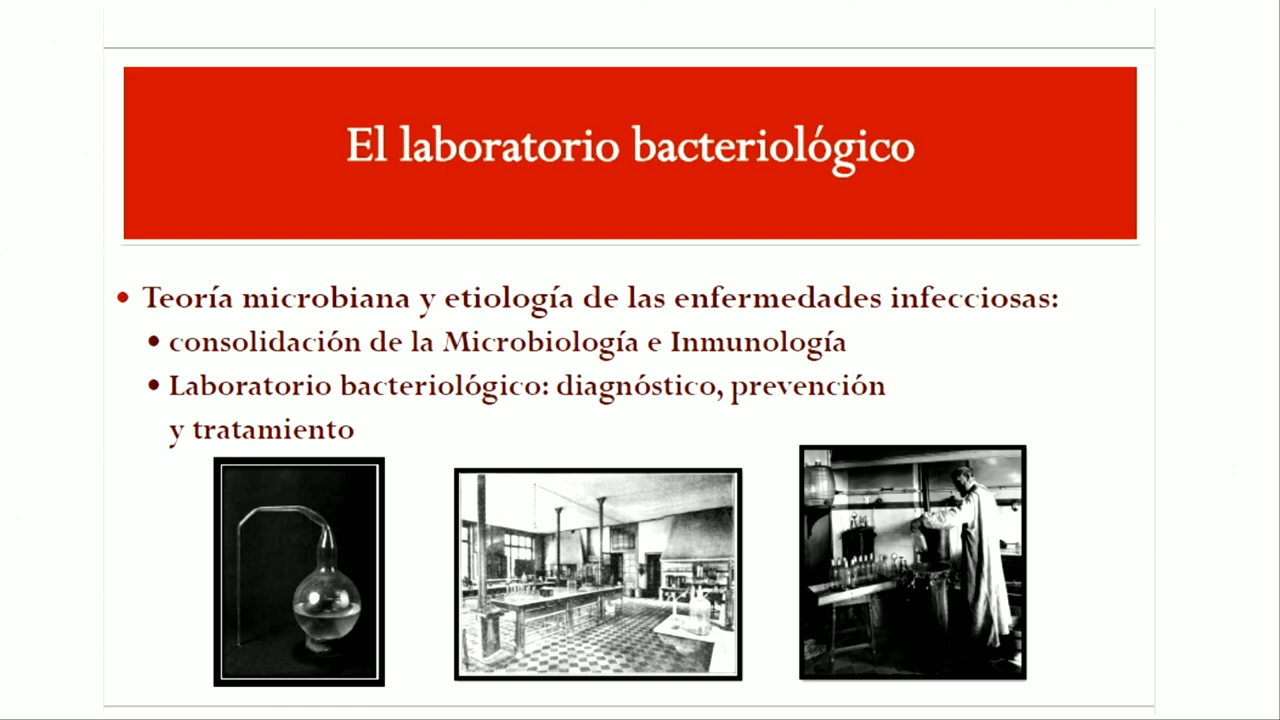 El laboratorio bacteriológico
• Teoría microbiana y etiología de las enfermedades infecciosas:
• consolidación de la Microbiología e Inmunología
• Laboratorio bacteriológico: diagnóstico, prevención
y tratamiento